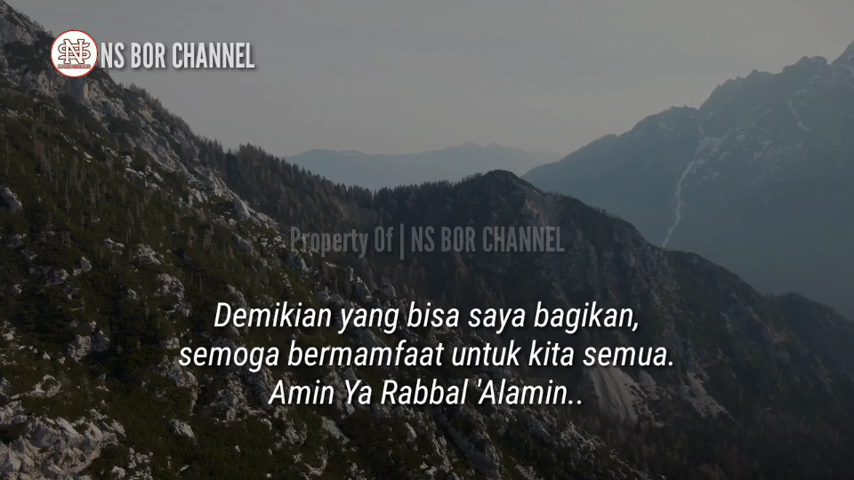 NS BOR CHANNEL
Property Of | NS BOR CHANNEL
Demikian yang bisa saya bagikan,
semoga bermamfaat untuk kita semua.
Amin Ya Rabbal 'Alamin..